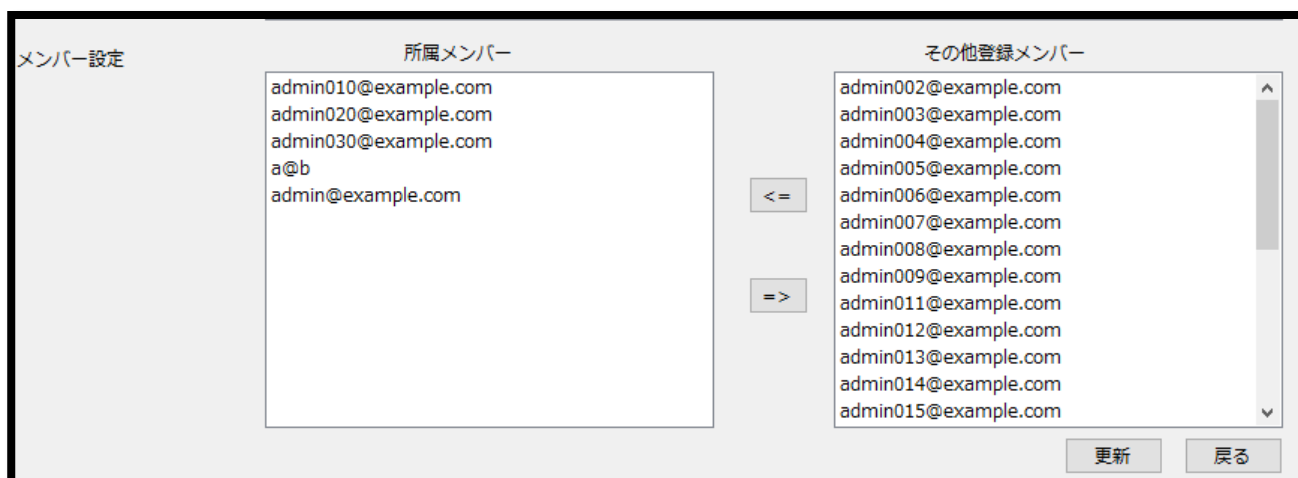 メンバー設定
所属メンバー
admin010@example.com
admin020@example.com
admin030@example.com
a@b
admin@example.com
<=
=>
その他登録メンバー
admin002@example.com
admin003@example.com
admin004@example.com
admin005@example.com
admin006@example.com
admin007@example.com
admin008@example.com
admin009@example.com
admin011@example.com
admin012@example.com
admin013@example.com
admin014@example.com
admin015@example.com
更新
戻る